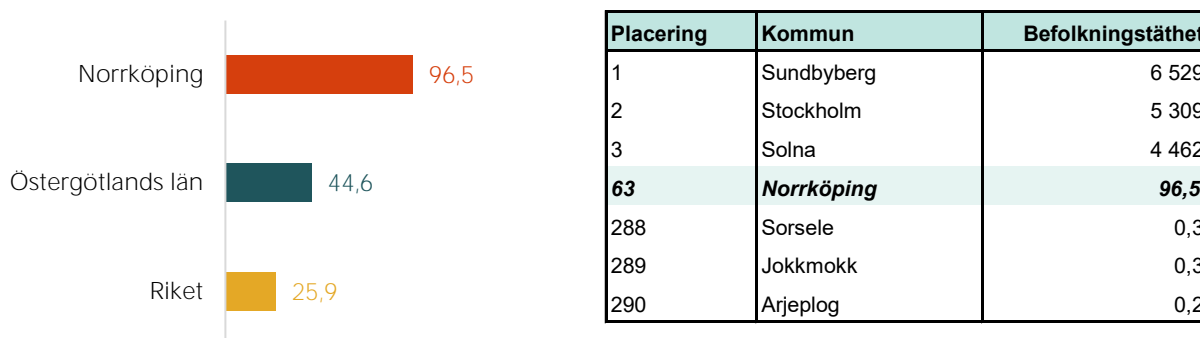 Norrköping 96,5
Östergötlands län 44,6
Riket 25,9
Placering Kommun Befolkningstäthet
1 Sundbyberg 6 529
2 Stockholm 5 309
3 Solna 4 462
63 Norrköping 96,5
288 Sorsele 0,3
289 Jokkmokk 0,3
290 Arjeplog 0,2